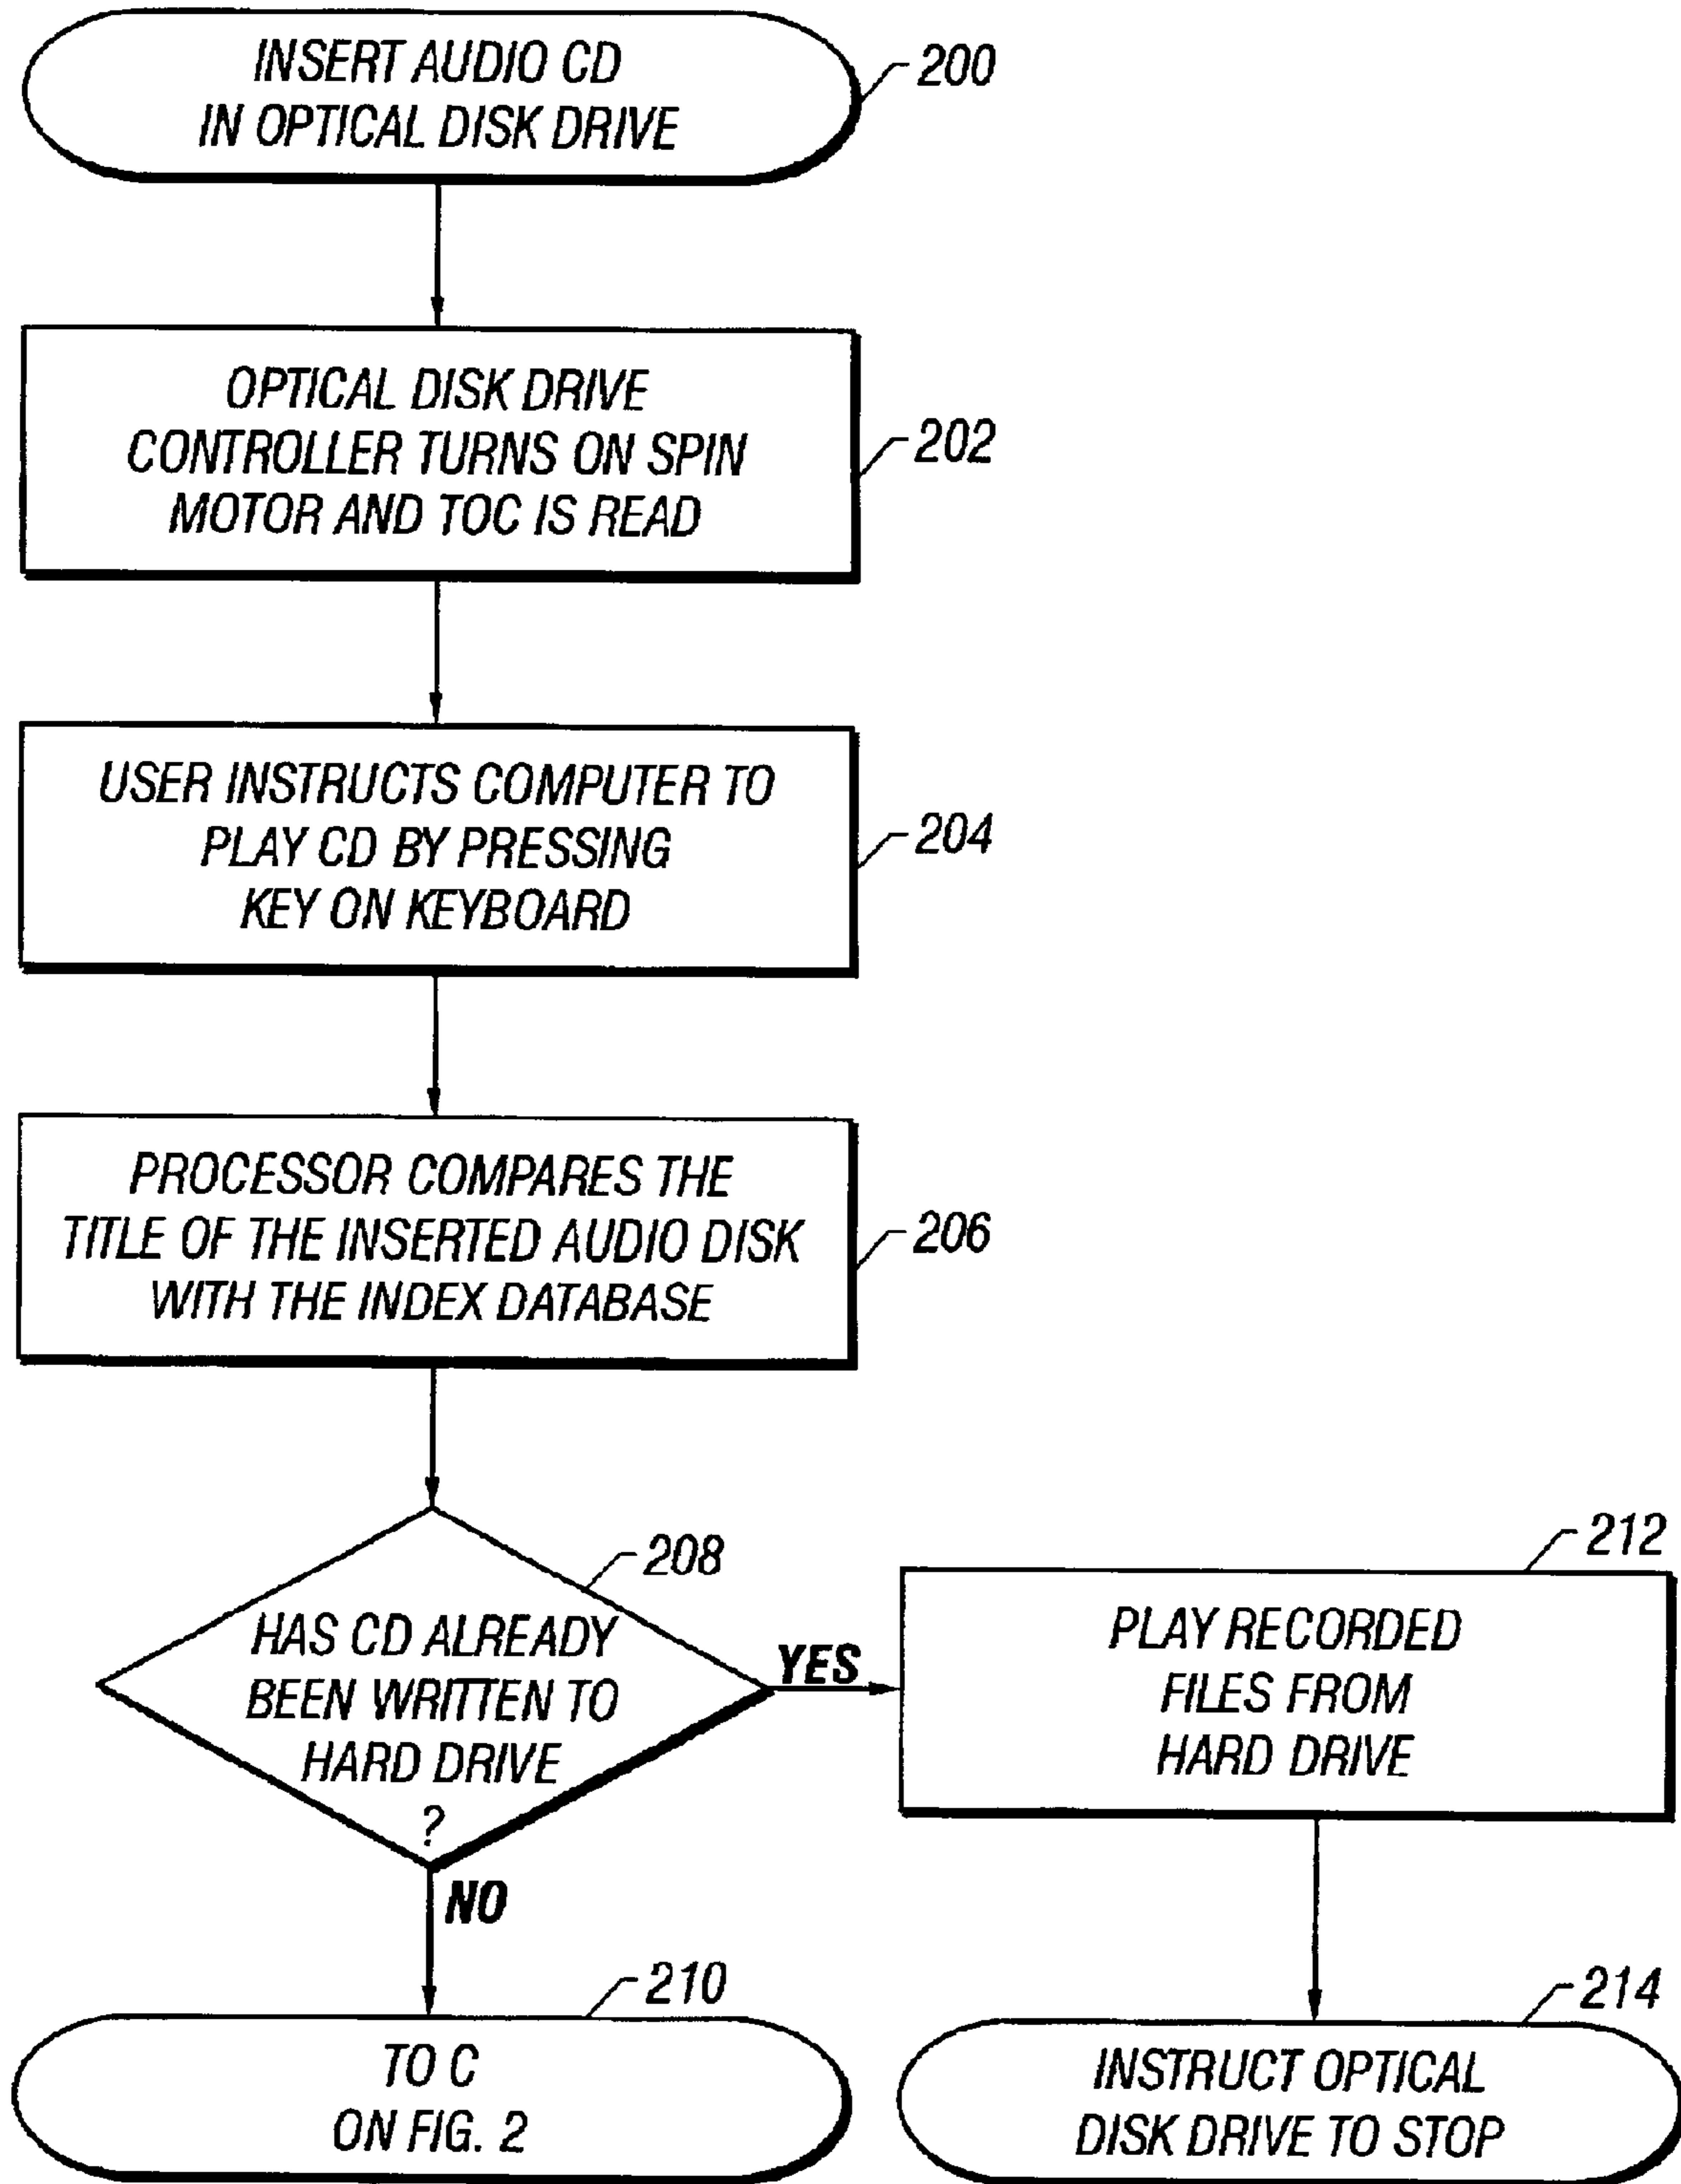 INSERT AUDIO CD
IN OPTICAL DISK DRIVE
200
OPTICAL DISK DRIVE
CONTROLLER TURNS ON SPIN
MOTOR AND TOC IS READ
202
USER INSTRUCTS COMPUTER TO
PLAY CD BY PRESSING
KEY ON KEYBOARD
204
PROCESSOR COMPARES THE
TITLE OF THE INSERTED AUDIO DISK
WITH THE INDEX DATABASE
206
208
HAS CD ALREADY
BEEN WRITTEN TO
HARD DRIVE
?
YES
NO
212
PLAY RECORDED
FILES FROM
HARD DRIVE
210
TO C
ON FIG. 2
214
INSTRUCT OPTICAL
DISK DRIVE TO STOP